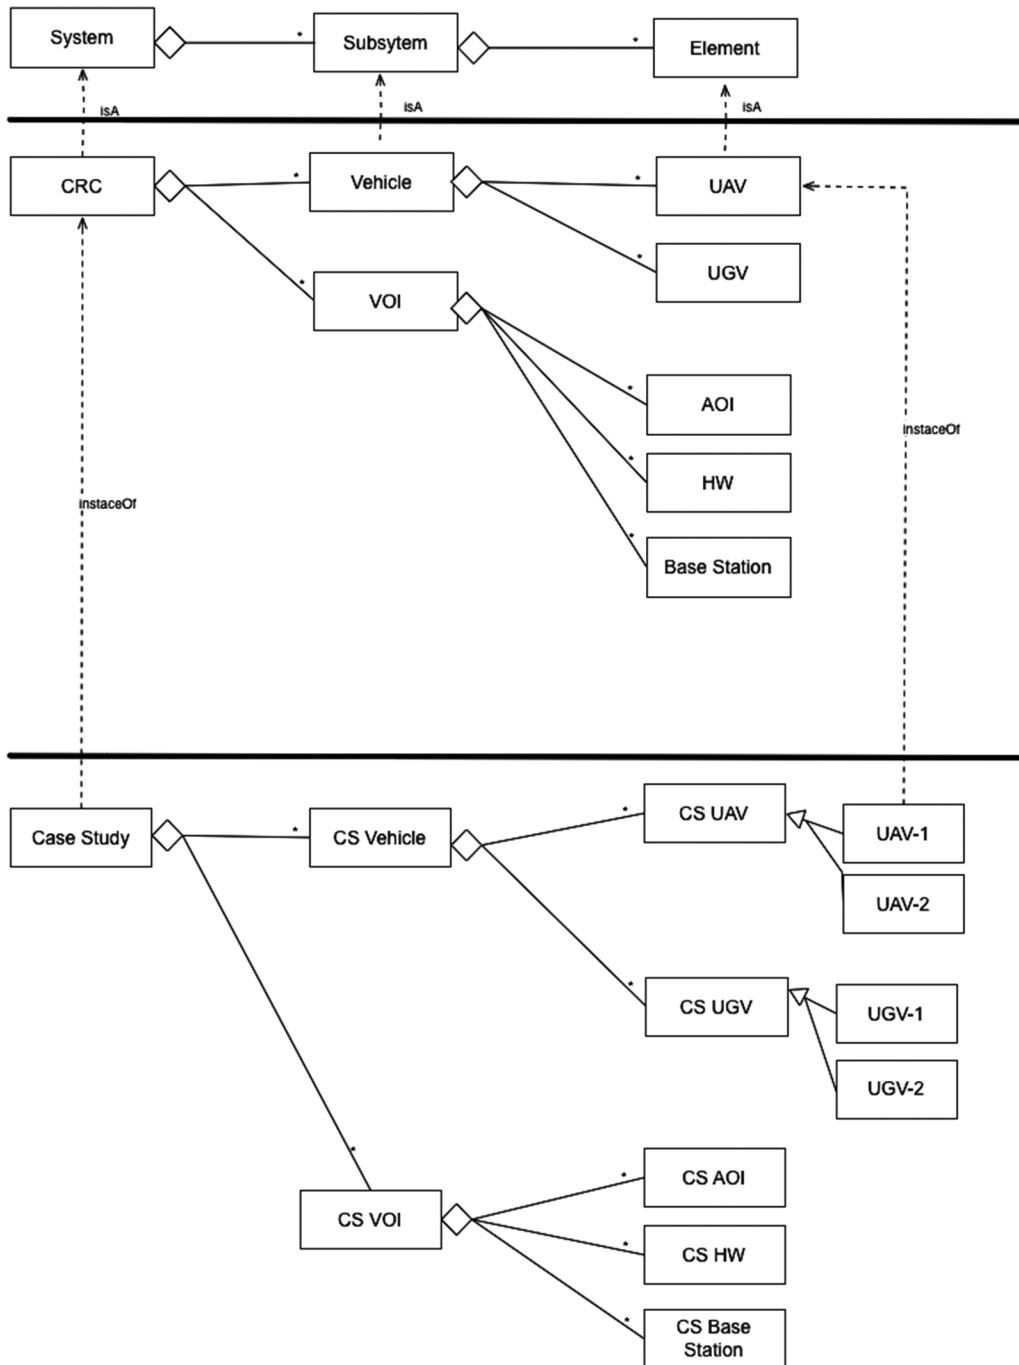 System
*
Subsytem
*
Element
isA
isA
isA
CRC
*
Vehicle
*
UAV
*
UGV
*
VOI
*
AOI
*
HW
*
Base Station
instaceOf
instaceOf
Case Study
*
CS Vehicle
*
CS UAV
UAV-1
UAV-2
*
CS UGV
UGV-1
UGV-2
*
CS VOI
*
CS AOI
*
CS HW
*
CS Base
Station